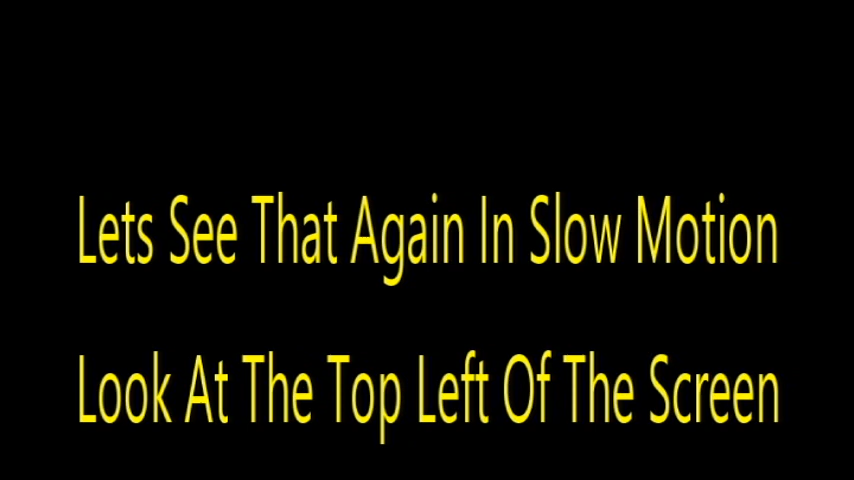 Lets See That Again In Slow Motion
Look At The Top Left Of The Screen